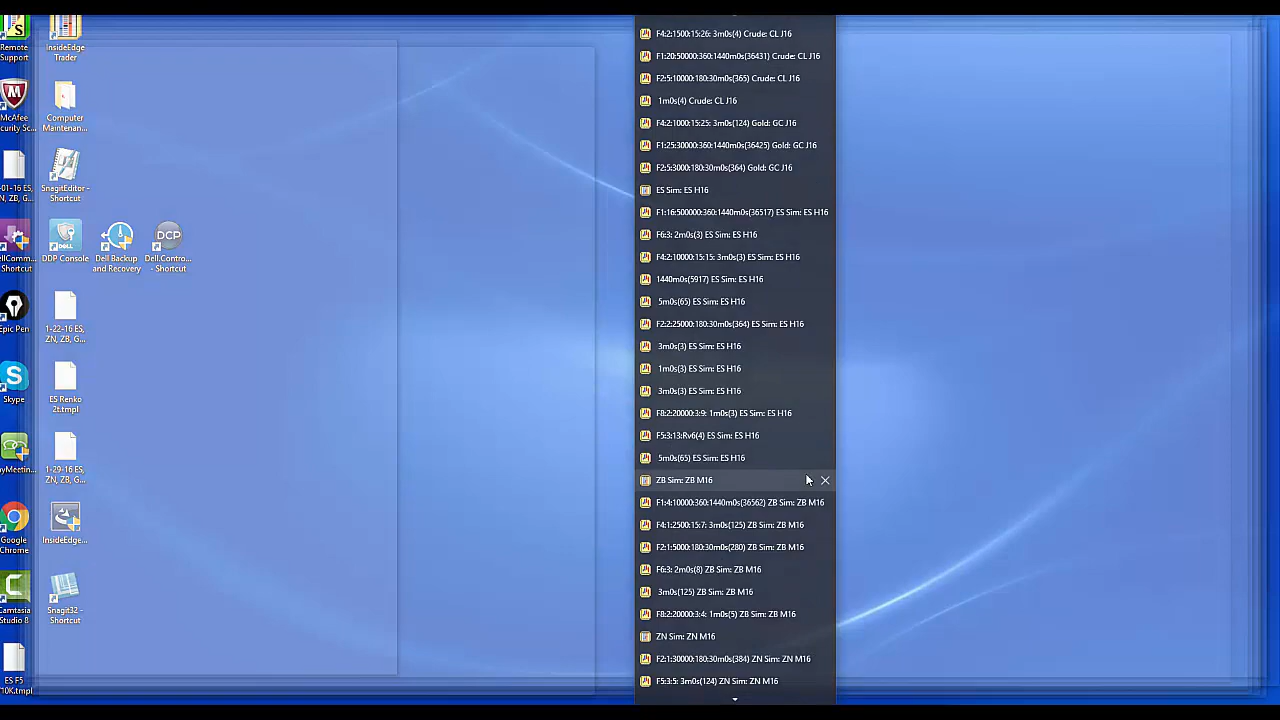 Remote
Support
InsideEdge
Trader
McAfee
curity Sc...
Computer
Maintenan...
-01-16 ES,
N, ZB, G...
SnagitEditor -
Shortcut
ellComm...
Shortcut
DDP Console
Dell Backup
and Recovery
DCP
Dell.Contro...
- Shortcut
Epic Pen
1-22-16 ES,
ZN, ZB, G...
Skype
ES Renko
2t.tmpl
yMeetin...
1-29-16 ES,
ZN, ZB, G...
Google
Chrome
InsideEdge...
Camtasia
Studio 8
Snagit32 -
Shortcut
ES F5
10K.tmpl
F4:2:1500:15:26: 3m0s(4) Crude: CL J16
F1:20:50000:360:1440m0s(36431) Crude: CL J16
F2:5:10000:180:30m0s(365) Crude: CL J16
1m0s(4) Crude: CL J16
F4:2:1000:15:25: 3m0s(124) Gold: GC J16
F1:25:30000:360:1440m0s(36425) Gold: GC J16
F2:5:3000:180:30m0s(364) Gold: GC J16
ES Sim: ES H16
F1:16:500000:360:1440m0s(36517) ES Sim: ES H16
F6:3: 2m0s(3) ES Sim: ES H16
F4:2:10000:15:15: 3m0s(3) ES Sim: ES H16
1440m0s(5917) ES Sim: ES H16
5m0s(65) ES Sim: ES H16
F2:2:25000:180:30m0s(364) ES Sim: ES H16
3m0s(3) ES Sim: ES H16
1m0s(3) ES Sim: ES H16
3m0s(3) ES Sim: ES H16
F8:2:20000:3:9: 1m0s(3) ES Sim: ES H16
F5:3:13:Rv6(4) ES Sim: ES H16
5m0s(65) ES Sim: ES H16
ZB Sim: ZB M16
F1:4:10000:360:1440m0s(36562) ZB Sim: ZB M16
F4:1:2500:15:7: 3m0s(125) ZB Sim: ZB M16
F2:1:5000:180:30m0s(280) ZB Sim: ZB M16
F6:3: 2m0s(8) ZB Sim: ZB M16
3m0s(125) ZB Sim: ZB M16
F8:2:20000:3:4: 1m0s(5) ZB Sim: ZB M16
ZN Sim: ZN M16
F2:1:30000:180:30m0s(384) ZN Sim: ZN M16
F5:3:5: 3m0s(124) ZN Sim: ZN M16